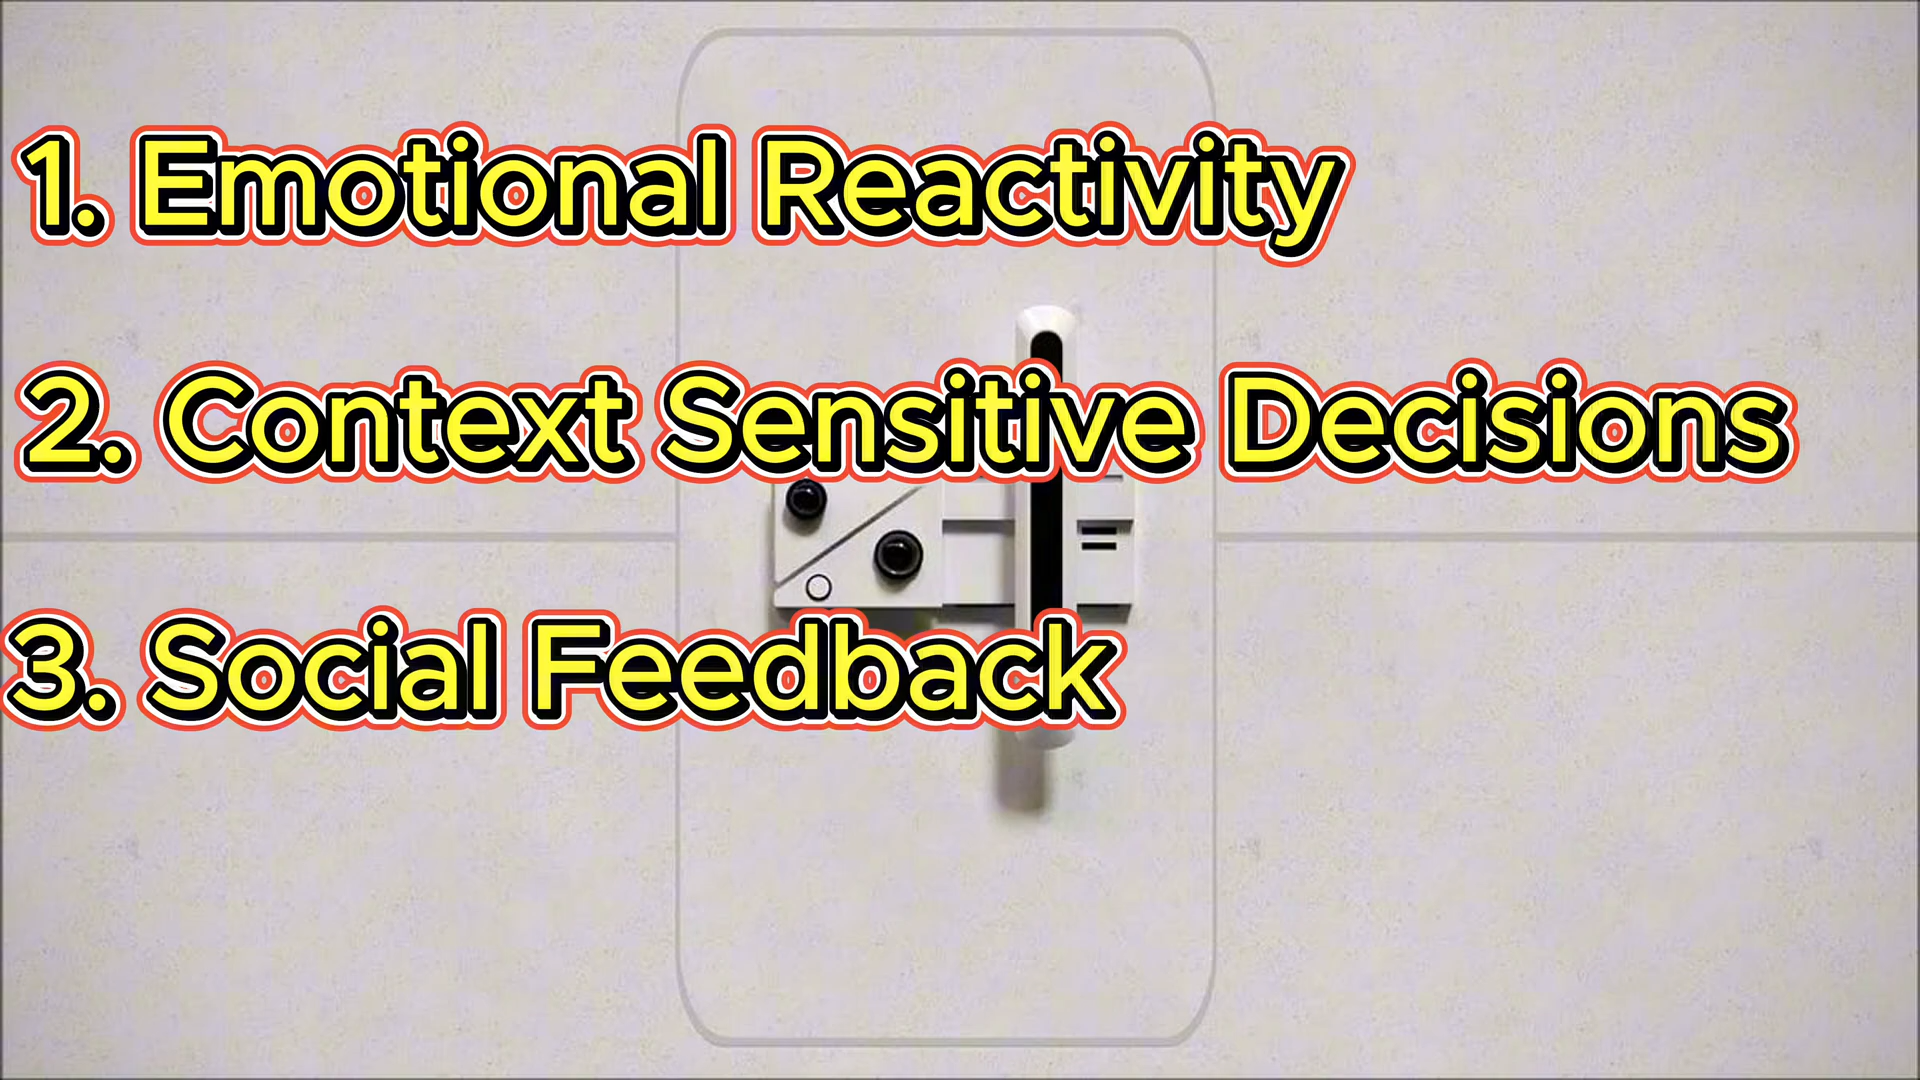 1. Emotional Reactivity
2. Context Sensitive Decisions
3. Social Feedback